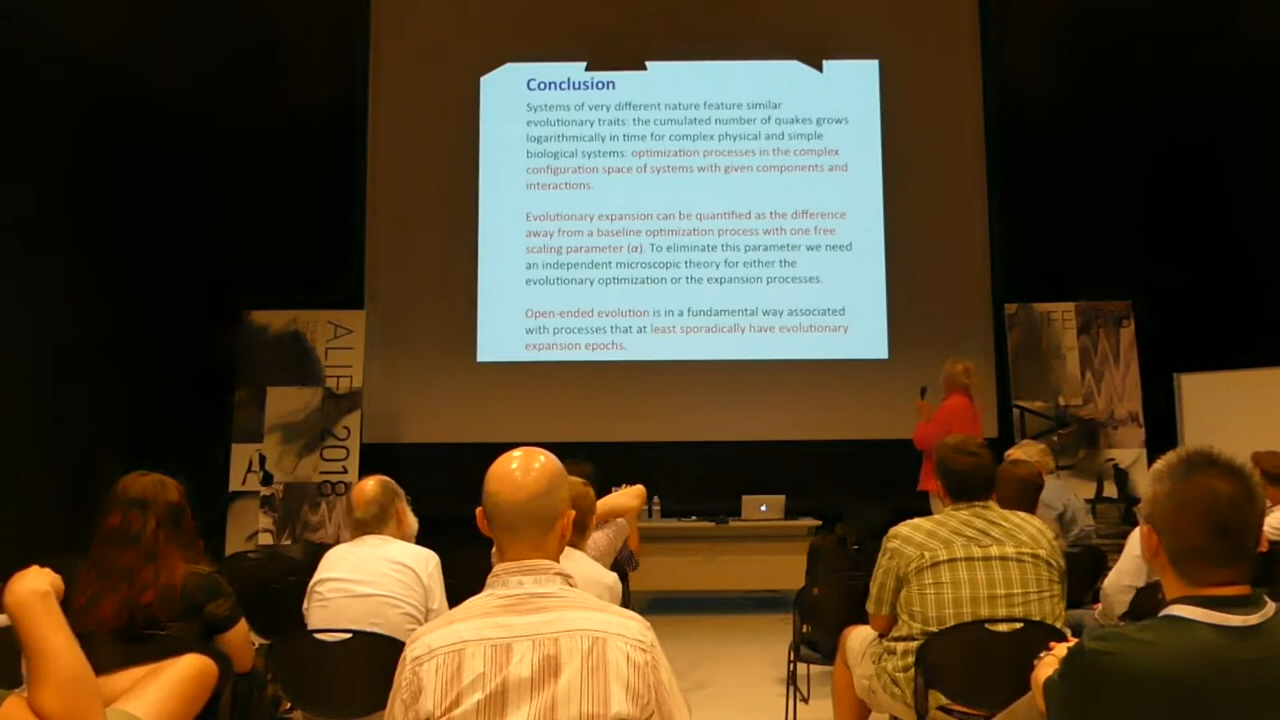 Conclusion
Systems of very different nature feature similar
evolutionary traits: the cumulated number of quakes grows
logarithmically in time for complex physical and simple
biological systems: optimization processes in the complex
configuration space of systems with given components and
interactions.
Evolutionary expansion can be quantified as the difference
away from a baseline optimization process with one free
scaling parameter (α). To eliminate this parameter we need
an independent microscopic theory for either the
evolutionary optimization or the expansion processes.
Open-ended evolution is in a fundamental way associated
with processes that at least sporadically have evolutionary
expansion epochs.
ALIFE 2018